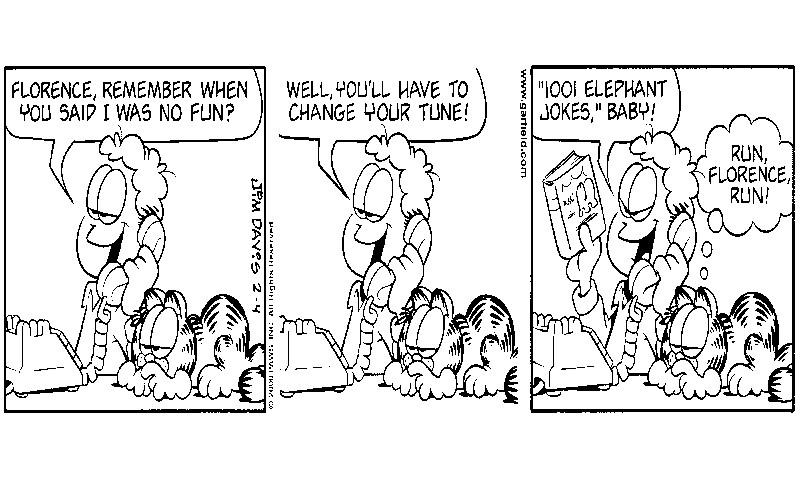 FLORENCE, REMEMBER WHEN
YOU SAID I WAS NO FUN?
JIM DAVIS 2-4
WELL, YOU'LL HAVE TO
CHANGE YOUR TUNE!
www.garfield.com
"1001 ELEPHANT
JOKES," BABY!
RUN,
FLORENCE,
RUN!